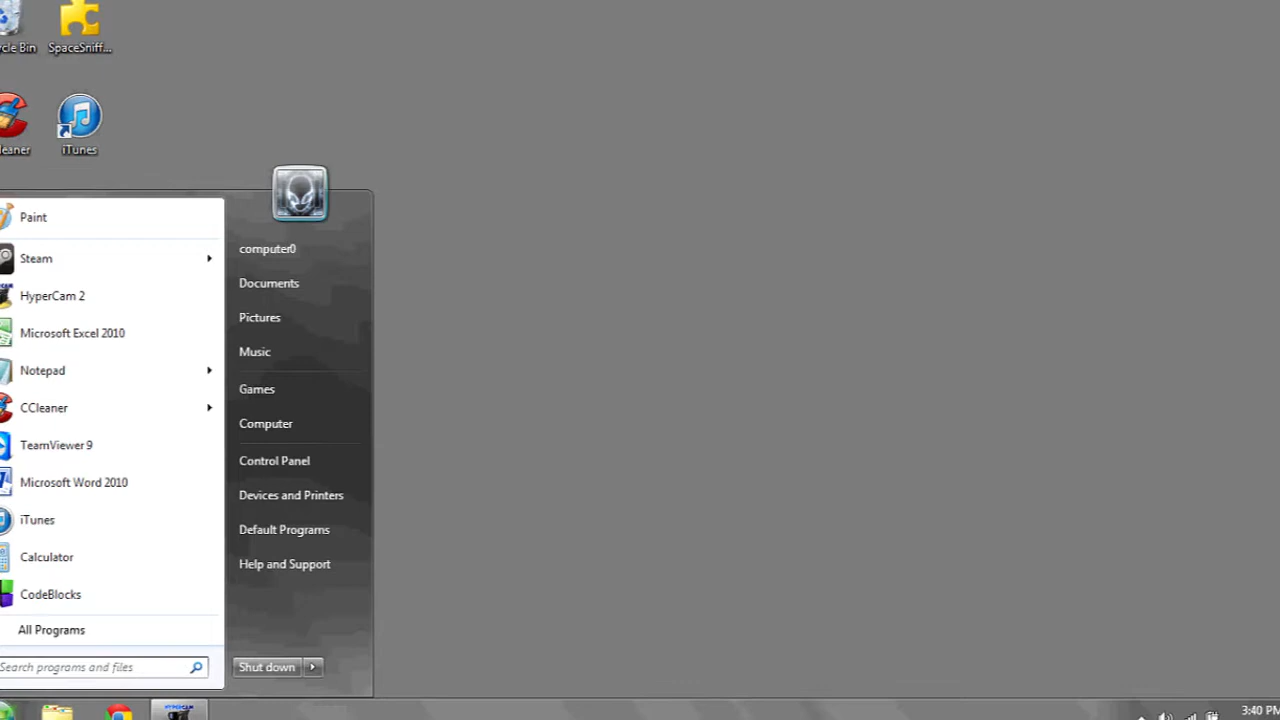 cle Bin
SpaceSniff...
leaner
iTunes
Paint
Steam
HyperCam 2
Microsoft Excel 2010
Notepad
CCleaner
TeamViewer 9
Microsoft Word 2010
iTunes
Calculator
CodeBlocks
All Programs
Search programs and files
computer0
Documents
Pictures
Music
Games
Computer
Control Panel
Devices and Printers
Default Programs
Help and Support
Shut down
HYPERCAM
3:40 PM